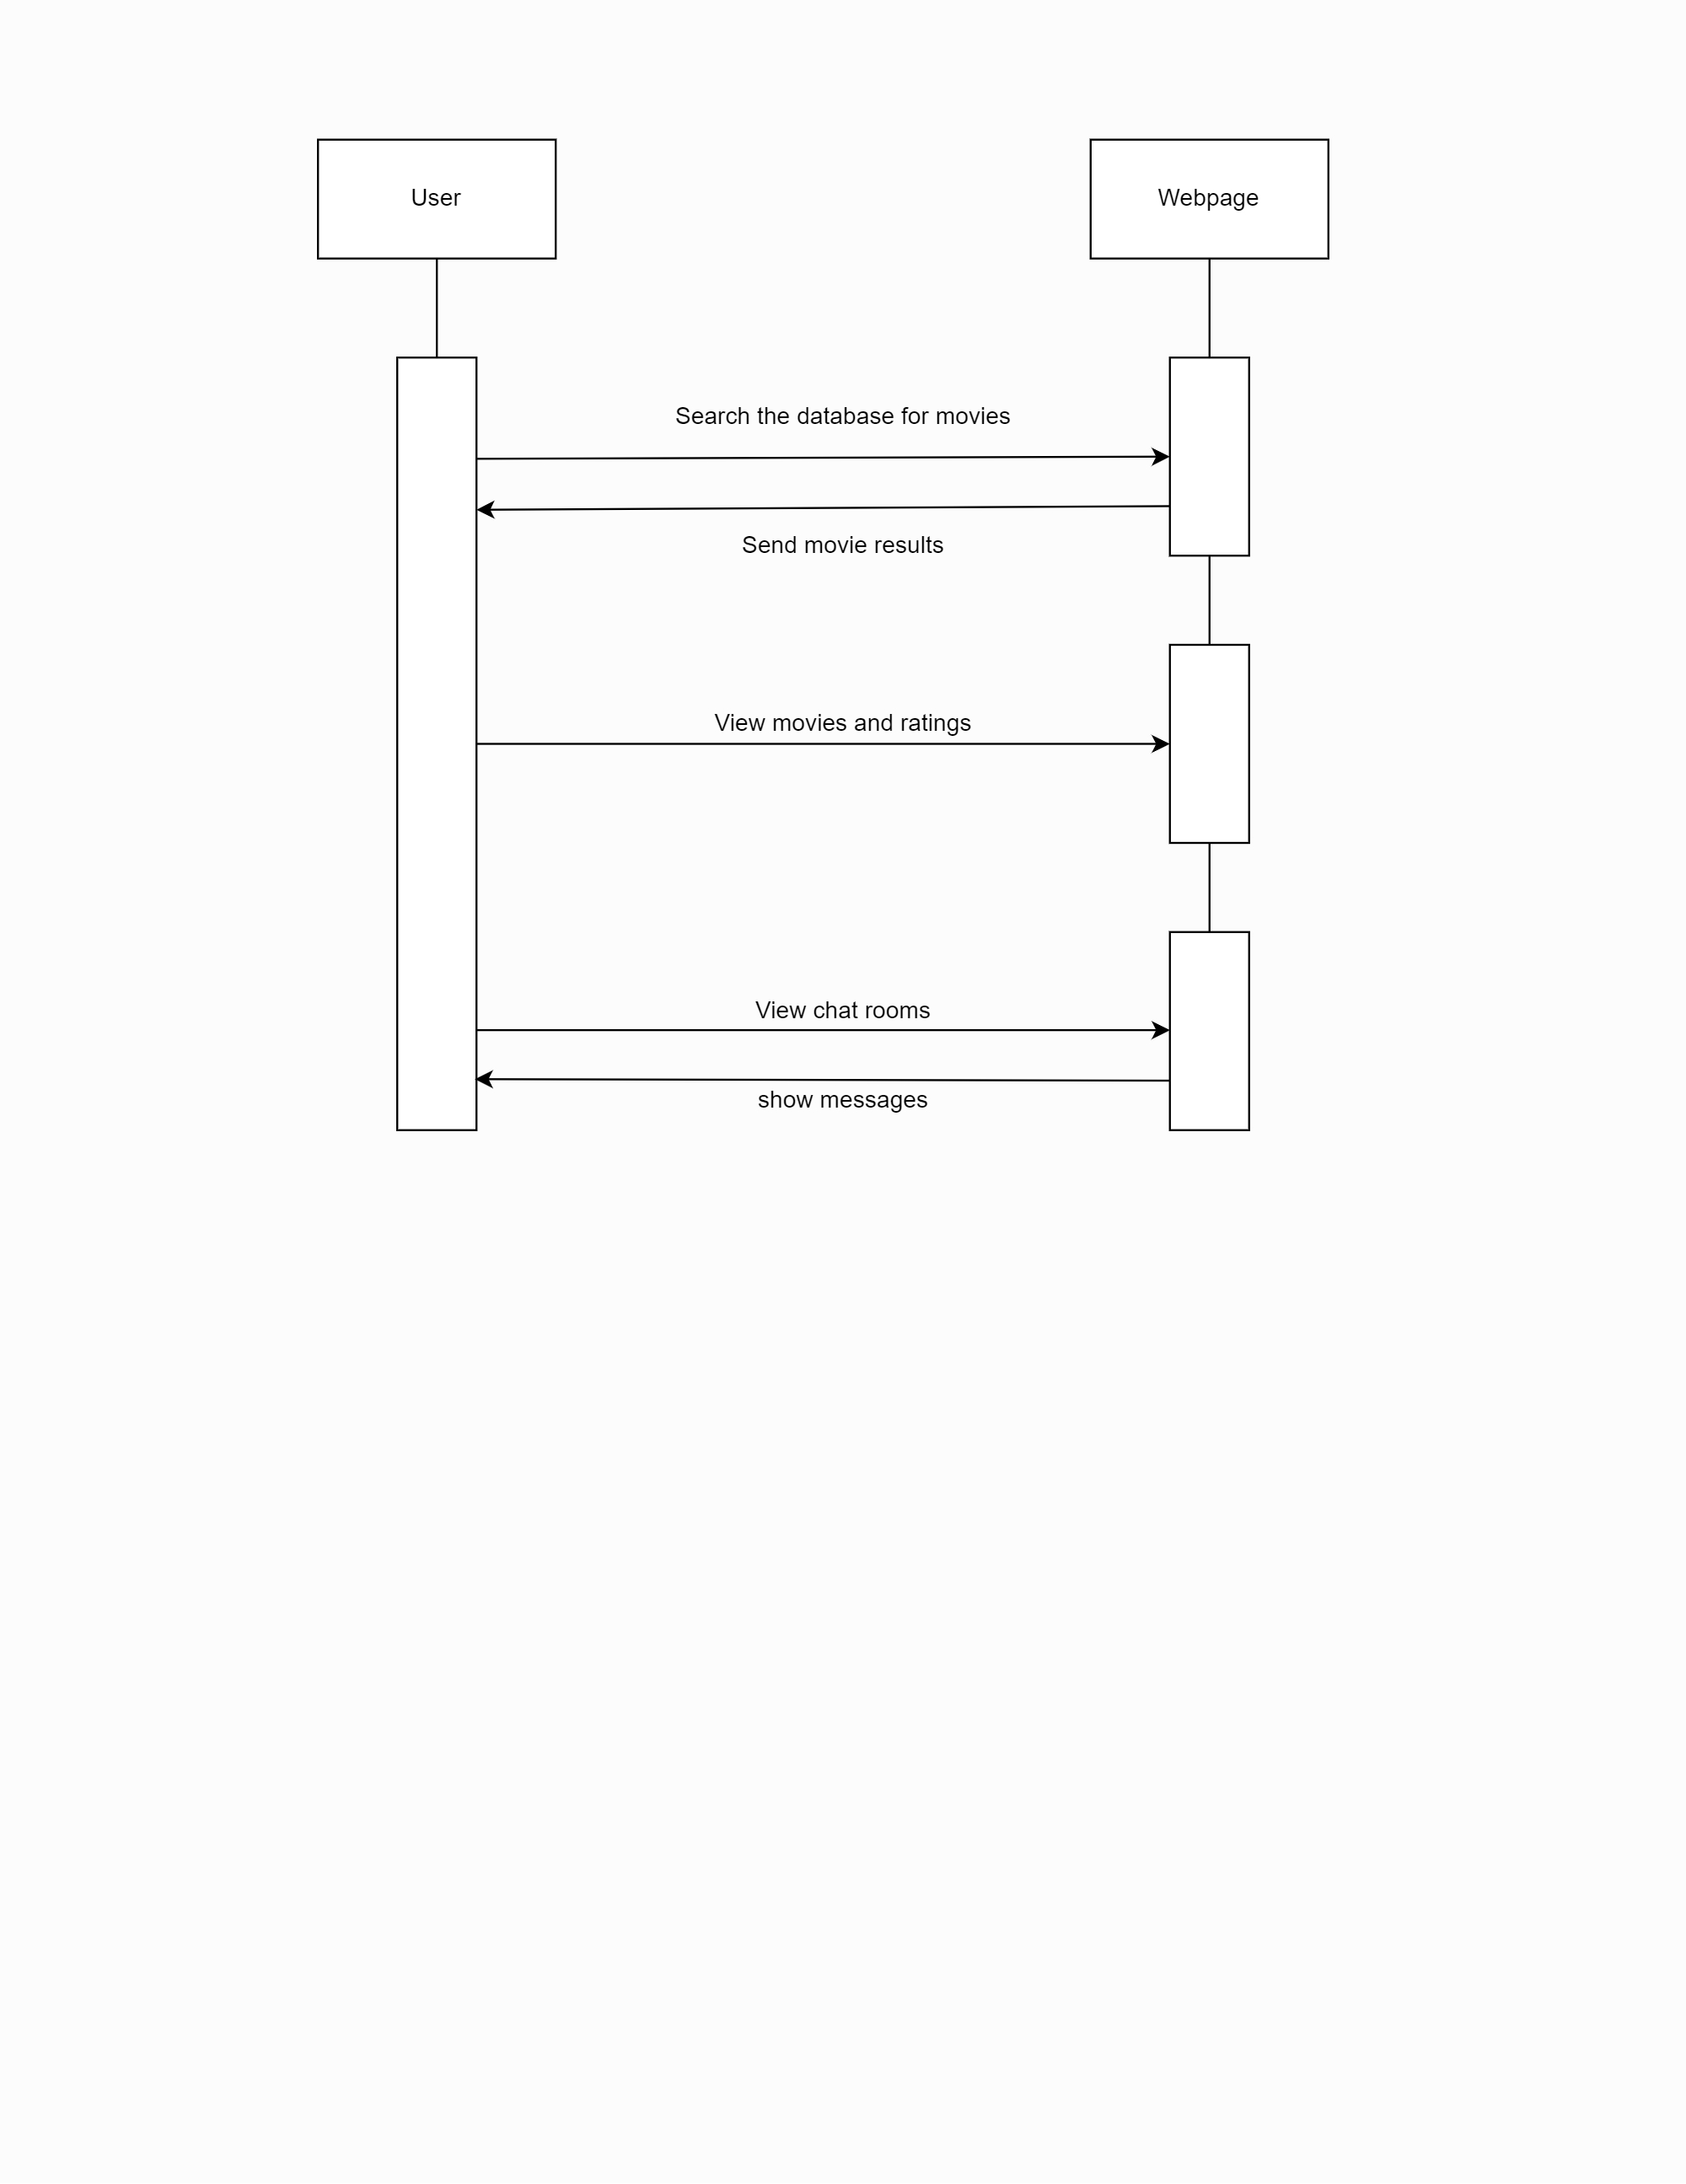 User
Webpage
Search the database for movies
Send movie results
View movies and ratings
View chat rooms
show messages